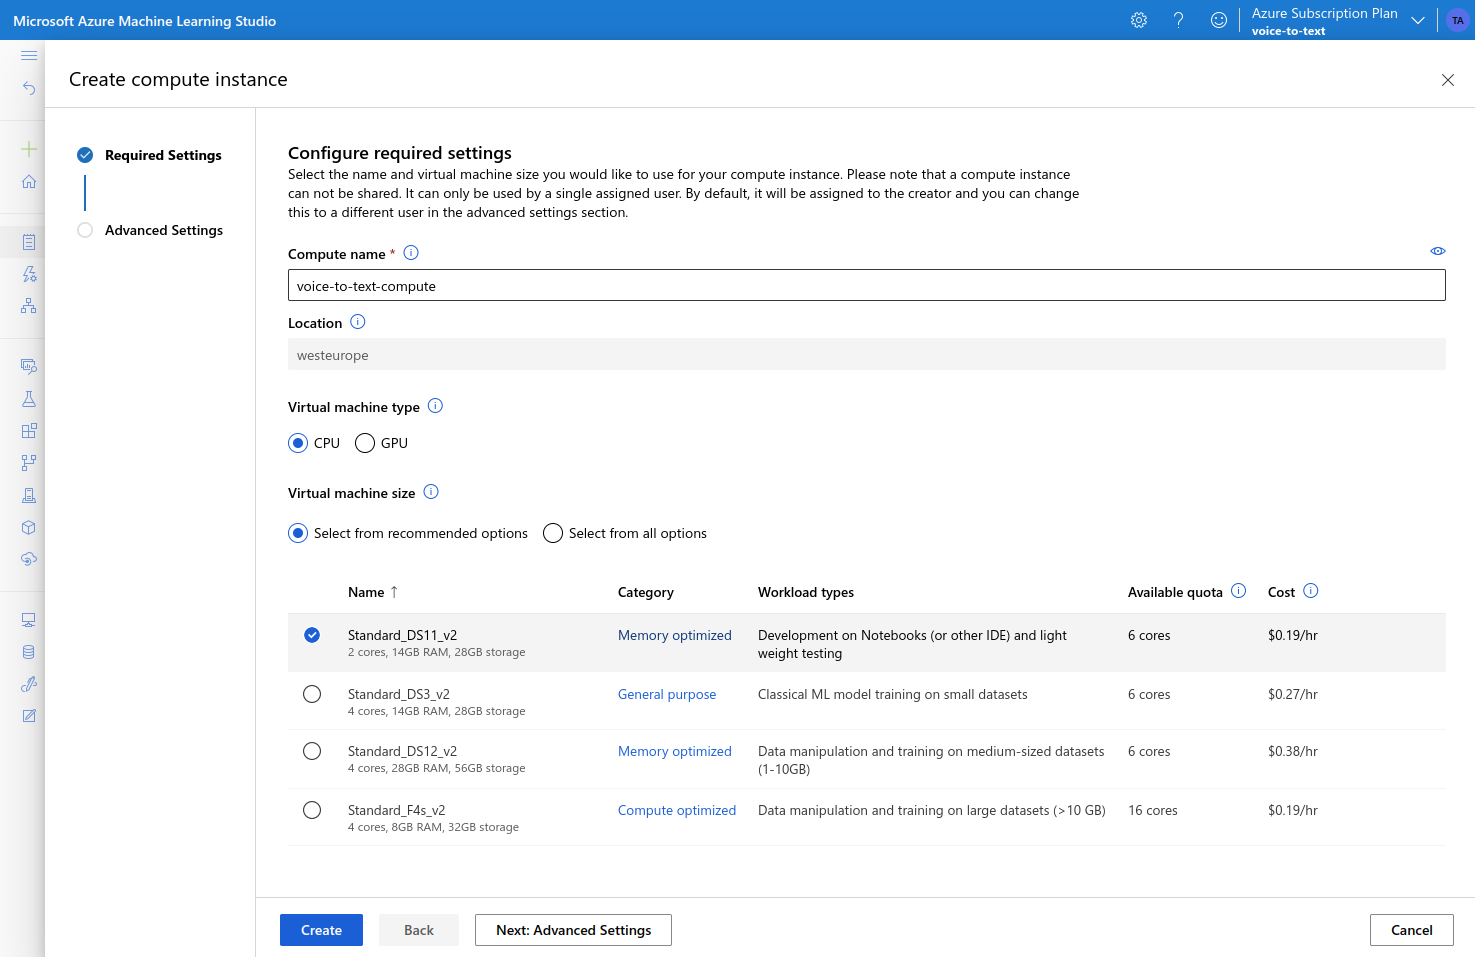 Microsoft Azure Machine Learning Studio
Azure Subscription Plan
voice-to-text
TA
Create compute instance
Required Settings
Advanced Settings
Configure required settings
Select the name and virtual machine size you would like to use for your compute instance. Please note that a compute instance
can not be shared. It can only be used by a single assigned user. By default, it will be assigned to the creator and you can change
this to a different user in the advanced settings section.
Compute name *
voice-to-text-compute
Location
westeurope
Virtual machine type
CPU GPU
Virtual machine size
Select from recommended options Select from all options
Name ↑ Category Workload types Available quota Cost
Standard_DS11_v2 Memory optimized Development on Notebooks (or other IDE) and light 6 cores $0.19/hr
2 cores, 14GB RAM, 28GB storage weight testing
Standard_DS3_v2 General purpose Classical ML model training on small datasets 6 cores $0.27/hr
4 cores, 14GB RAM, 28GB storage
Standard_DS12_v2 Memory optimized Data manipulation and training on medium-sized datasets 6 cores $0.38/hr
4 cores, 28GB RAM, 56GB storage (1-10GB)
Standard_F4s_v2 Compute optimized Data manipulation and training on large datasets (>10 GB) 16 cores $0.19/hr
4 cores, 8GB RAM, 32GB storage
Create Back Next: Advanced Settings Cancel